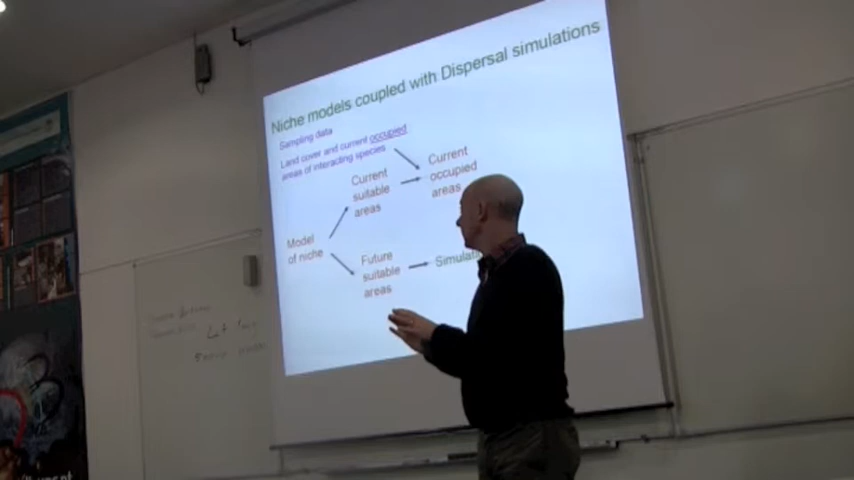 Niche models coupled with Dispersal simulations
Sampling data
Land cover and current occupied
areas of interacting species
Current
suitable
areas
Current
occupied
areas
Model
of niche
Future
suitable
areas